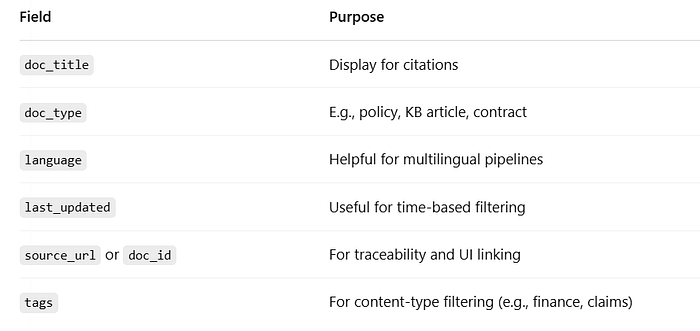 Field Purpose
doc_title Display for citations
doc_type E.g., policy, KB article, contract
language Helpful for multilingual pipelines
last_updated Useful for time-based filtering
source_url or doc_id For traceability and UI linking
tags For content-type filtering (e.g., finance, claims)